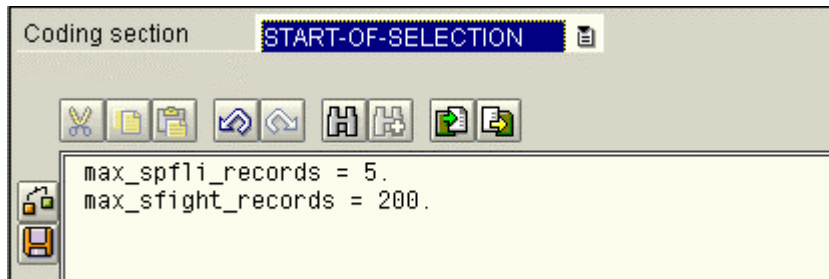 Coding section START-OF-SELECTION
max_spfli_records = 5.
max_sfight_records = 200.